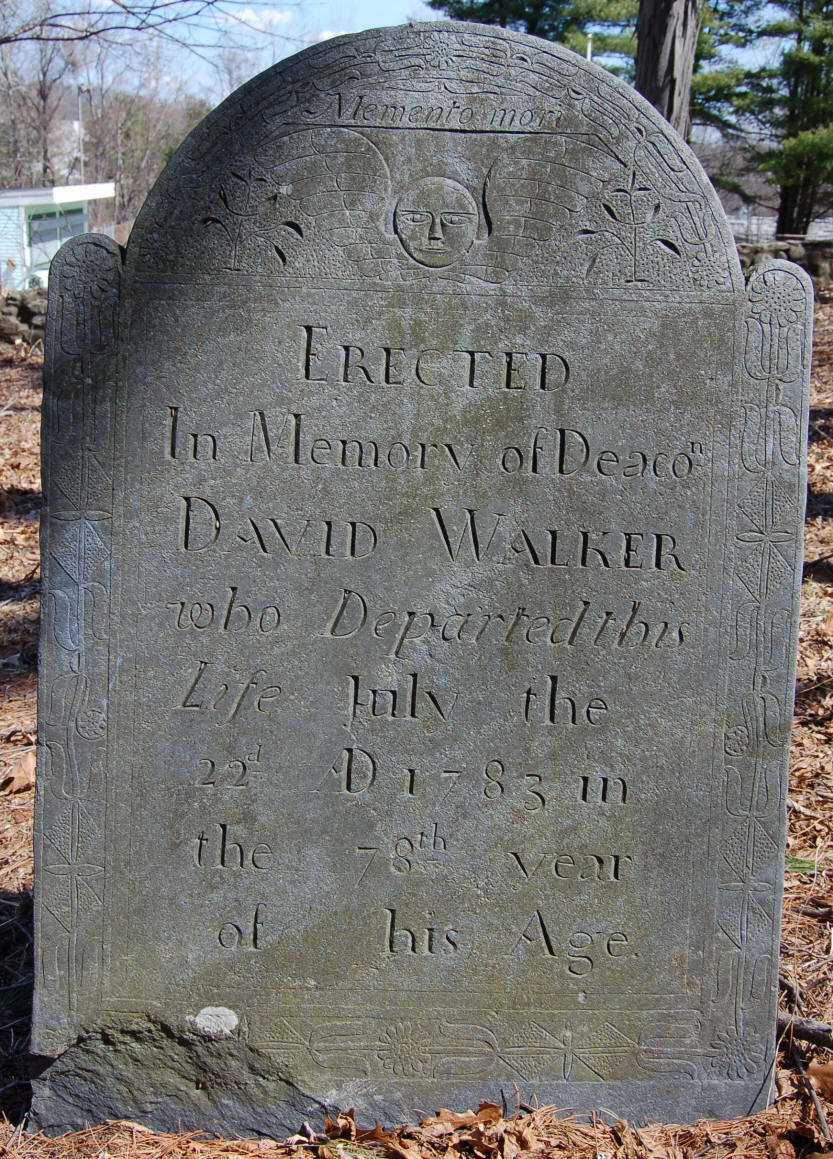 Memento mori
ERECTED
In Memory of Deacoⁿ
DAVID WALKER
who Departed this
Life July the
22ᵈ AD 1783 in
the 78ᵗʰ year
of his Age.